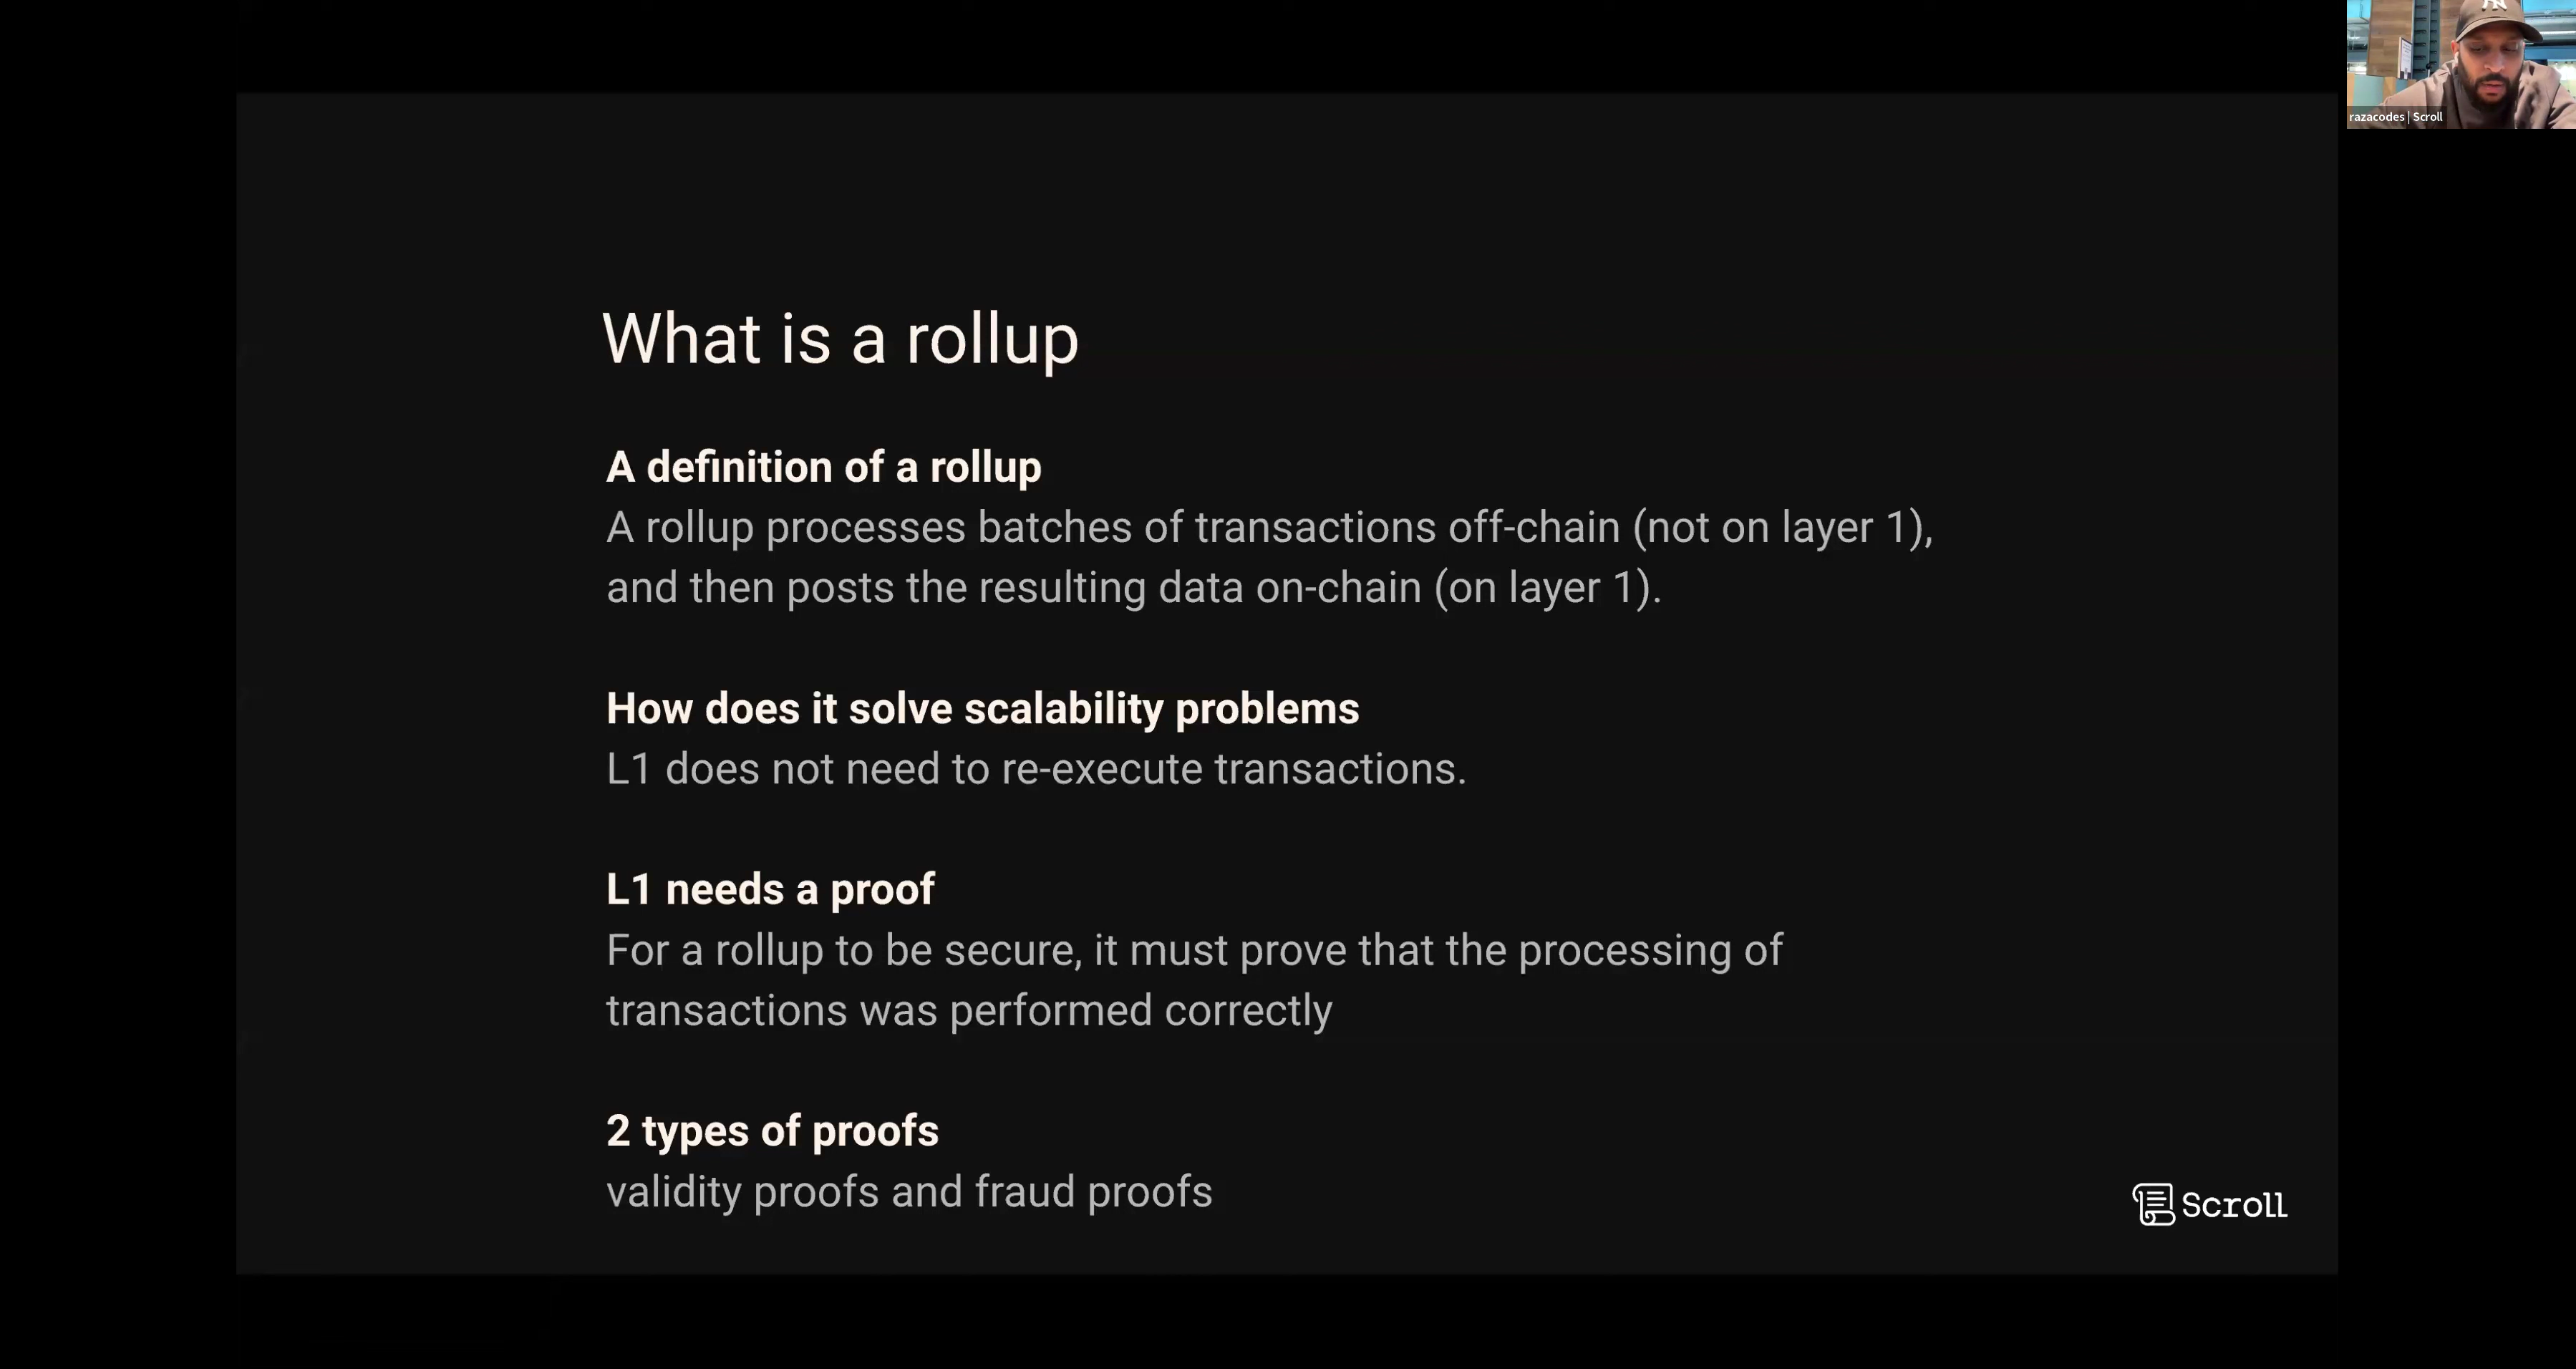 razacodes | Scroll
What is a rollup
A definition of a rollup
A rollup processes batches of transactions off-chain (not on layer 1),
and then posts the resulting data on-chain (on layer 1).
How does it solve scalability problems
L1 does not need to re-execute transactions.
L1 needs a proof
For a rollup to be secure, it must prove that the processing of
transactions was performed correctly
2 types of proofs
validity proofs and fraud proofs
Scroll